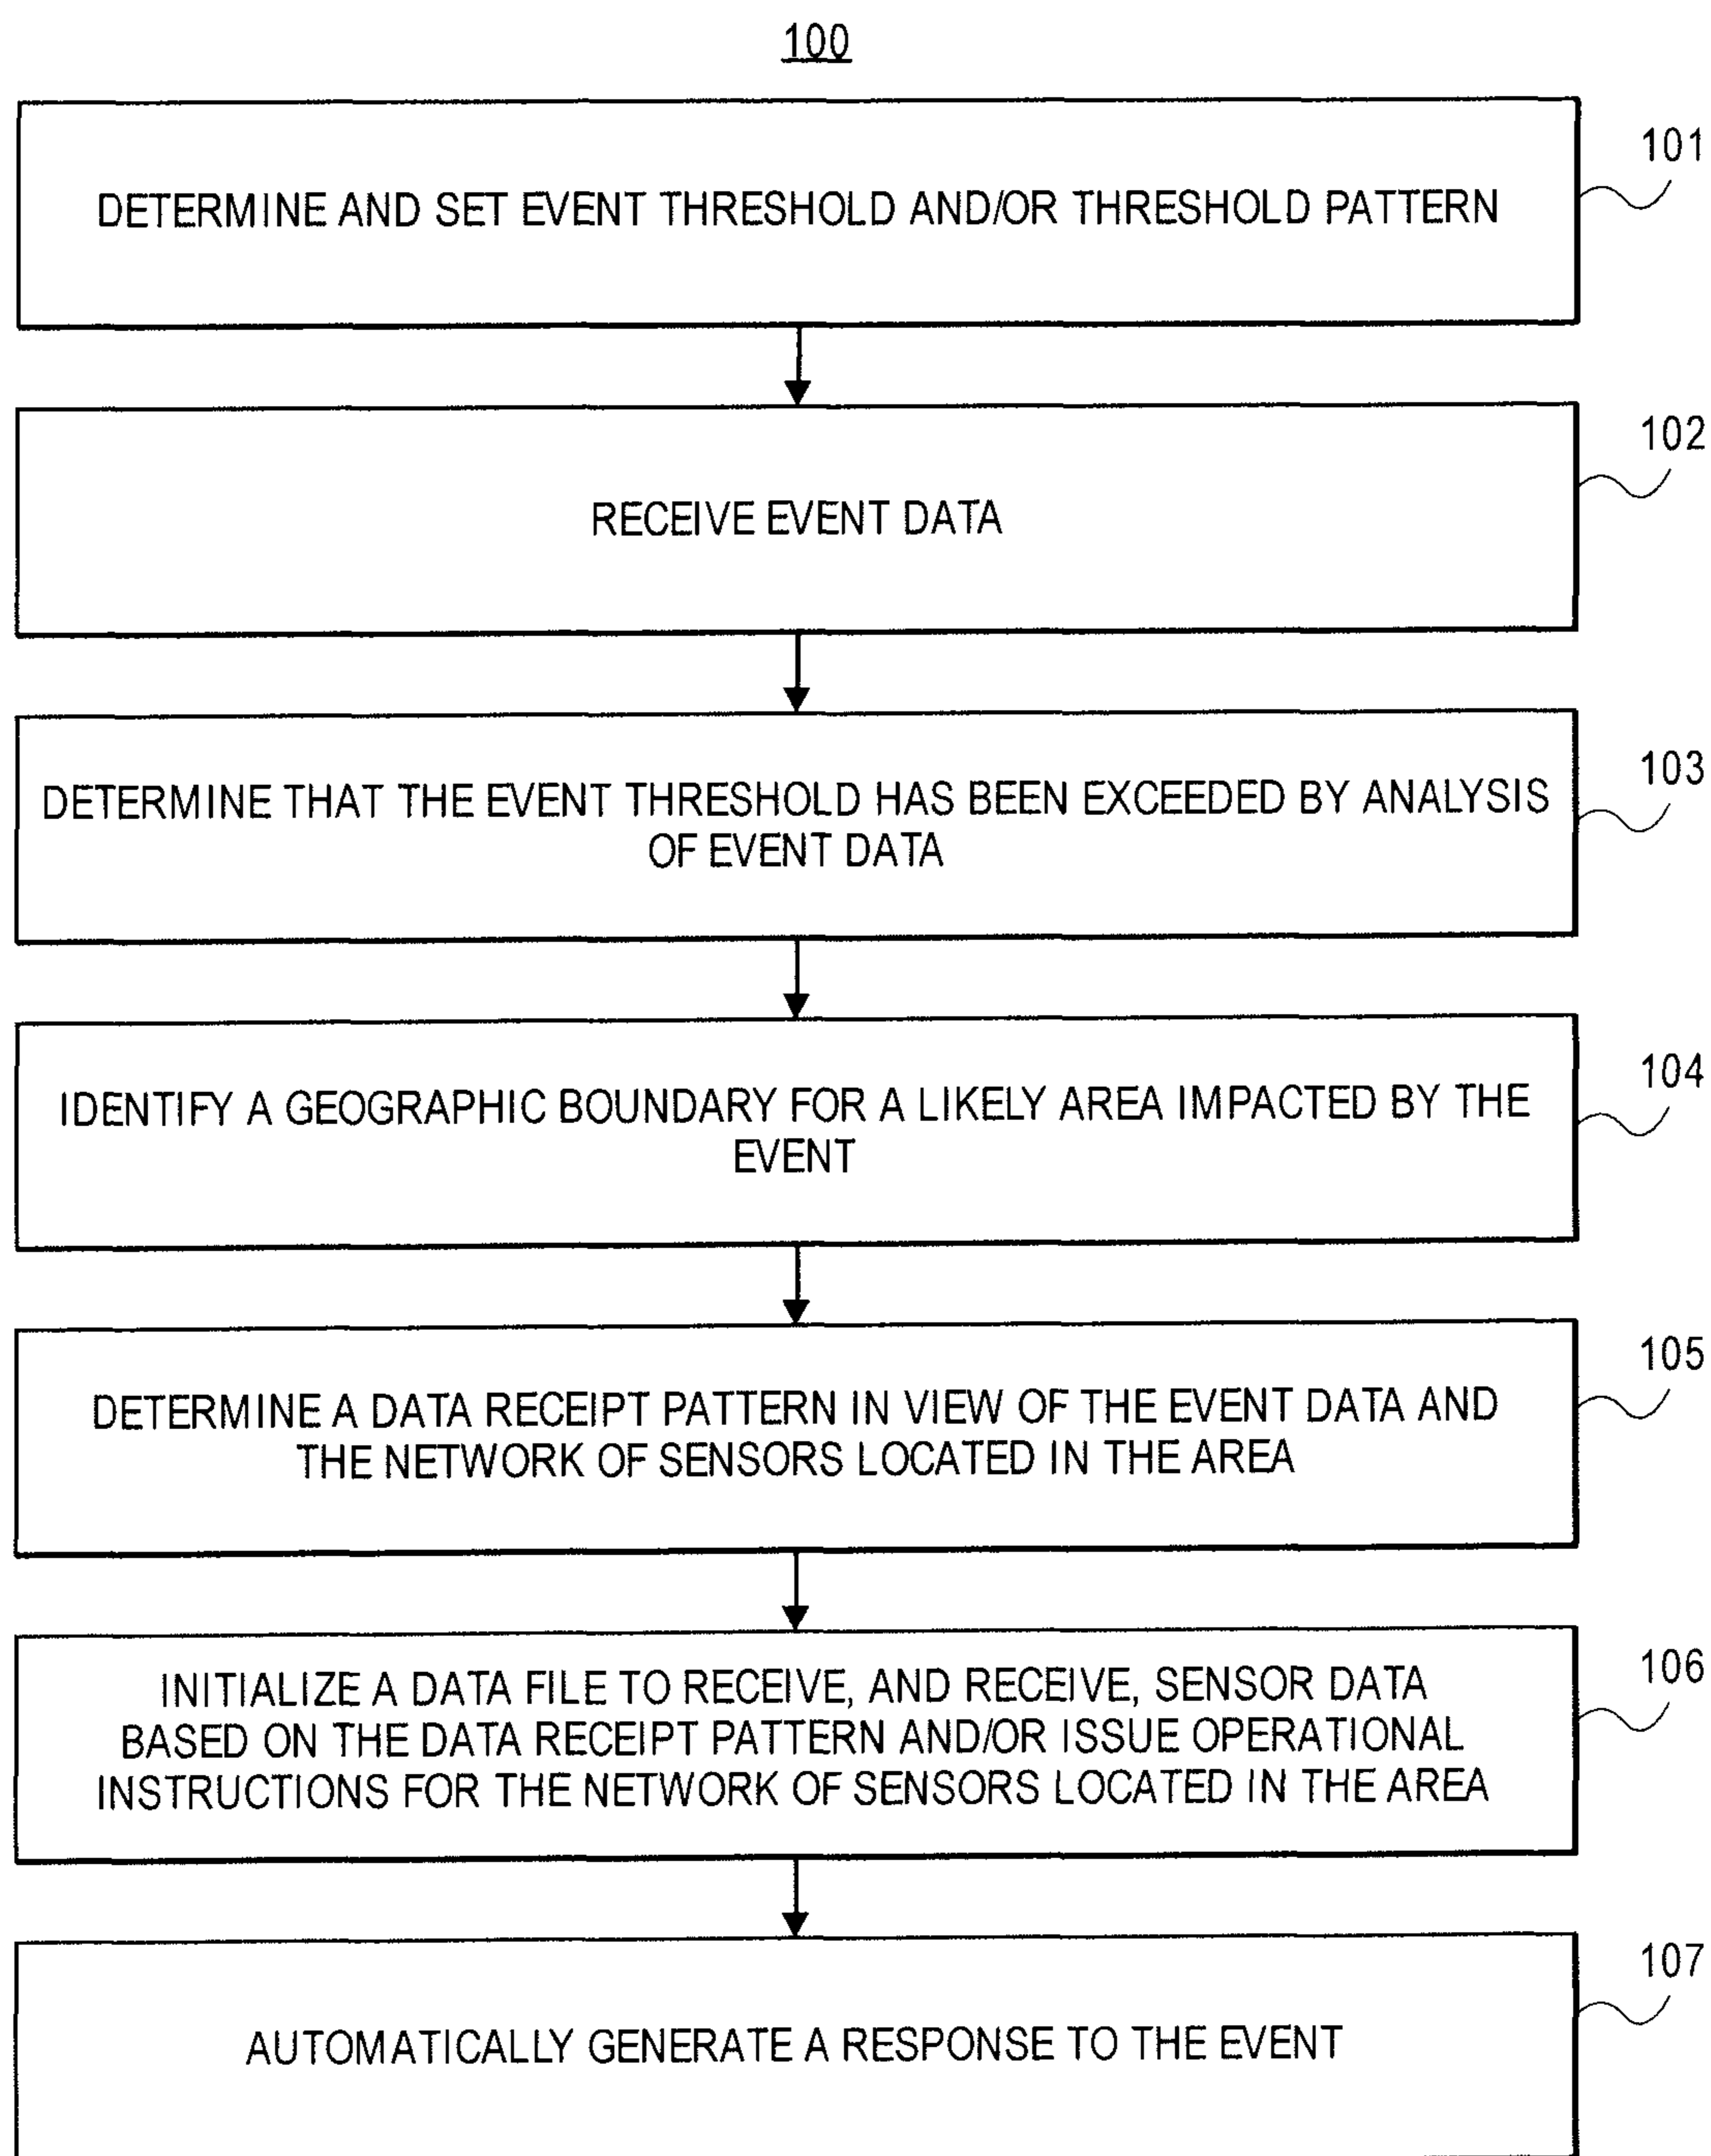 100
DETERMINE AND SET EVENT THRESHOLD AND/OR THRESHOLD PATTERN
101
RECEIVE EVENT DATA
102
DETERMINE THAT THE EVENT THRESHOLD HAS BEEN EXCEEDED BY ANALYSIS
OF EVENT DATA
103
IDENTIFY A GEOGRAPHIC BOUNDARY FOR A LIKELY AREA IMPACTED BY THE
EVENT
104
DETERMINE A DATA RECEIPT PATTERN IN VIEW OF THE EVENT DATA AND
THE NETWORK OF SENSORS LOCATED IN THE AREA
105
INITIALIZE A DATA FILE TO RECEIVE, AND RECEIVE, SENSOR DATA
BASED ON THE DATA RECEIPT PATTERN AND/OR ISSUE OPERATIONAL
INSTRUCTIONS FOR THE NETWORK OF SENSORS LOCATED IN THE AREA
106
AUTOMATICALLY GENERATE A RESPONSE TO THE EVENT
107